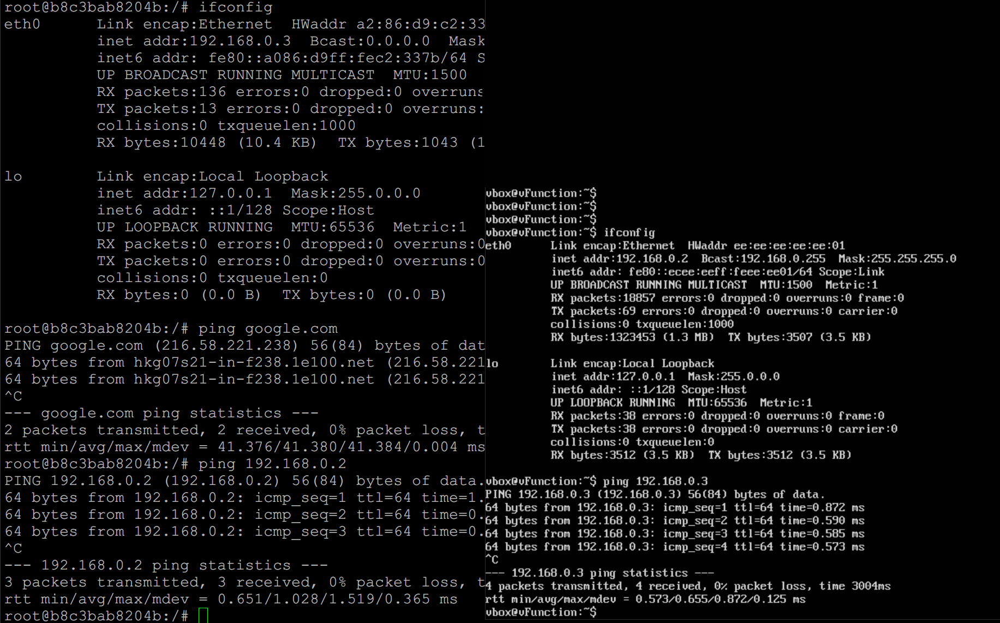 root@b8c3bab8204b:/# ifconfig
eth0      Link encap:Ethernet  HWaddr a2:86:d9:c2:33
          inet addr:192.168.0.3  Bcast:0.0.0.0  Mask
          inet6 addr: fe80::a086:d9ff:fec2:337b/64 S
          UP BROADCAST RUNNING MULTICAST  MTU:1500
          RX packets:136 errors:0 dropped:0 overruns
          TX packets:13 errors:0 dropped:0 overruns:
          collisions:0 txqueuelen:1000
          RX bytes:10448 (10.4 KB)  TX bytes:1043 (1

lo        Link encap:Local Loopback
          inet addr:127.0.0.1  Mask:255.0.0.0
          inet6 addr: ::1/128 Scope:Host
          UP LOOPBACK RUNNING  MTU:65536  Metric:1
          RX packets:0 errors:0 dropped:0 overruns:0
          TX packets:0 errors:0 dropped:0 overruns:0
          collisions:0 txqueuelen:0
          RX bytes:0 (0.0 B)  TX bytes:0 (0.0 B)

root@b8c3bab8204b:/# ping google.com
PING google.com (216.58.221.238) 56(84) bytes of dat
64 bytes from hkg07s21-in-f238.1e100.net (216.58.221
64 bytes from hkg07s21-in-f238.1e100.net (216.58.221
^C
--- google.com ping statistics ---
2 packets transmitted, 2 received, 0% packet loss, t
rtt min/avg/max/mdev = 41.376/41.380/41.384/0.004 ms
root@b8c3bab8204b:/# ping 192.168.0.2
PING 192.168.0.2 (192.168.0.2) 56(84) bytes of data.
64 bytes from 192.168.0.2: icmp_seq=1 ttl=64 time=1.
64 bytes from 192.168.0.2: icmp_seq=2 ttl=64 time=0.
64 bytes from 192.168.0.2: icmp_seq=3 ttl=64 time=0.
^C
--- 192.168.0.2 ping statistics ---
3 packets transmitted, 3 received, 0% packet loss, t
rtt min/avg/max/mdev = 0.651/1.028/1.519/0.365 ms
root@b8c3bab8204b:/#
vbox@vFunction:~$
vbox@vFunction:~$
vbox@vFunction:~$
vbox@vFunction:~$ ifconfig
eth0      Link encap:Ethernet  HWaddr ee:ee:ee:ee:ee:01
          inet addr:192.168.0.2  Bcast:192.168.0.255  Mask:255.255.255.0
          inet6 addr: fe80::ecee:eeff:feee:ee01/64 Scope:Link
          UP BROADCAST RUNNING MULTICAST  MTU:1500  Metric:1
          RX packets:18857 errors:0 dropped:0 overruns:0 frame:0
          TX packets:69 errors:0 dropped:0 overruns:0 carrier:0
          collisions:0 txqueuelen:1000
          RX bytes:1323453 (1.3 MB)  TX bytes:3507 (3.5 KB)

lo        Link encap:Local Loopback
          inet addr:127.0.0.1  Mask:255.0.0.0
          inet6 addr: ::1/128 Scope:Host
          UP LOOPBACK RUNNING  MTU:65536  Metric:1
          RX packets:38 errors:0 dropped:0 overruns:0 frame:0
          TX packets:38 errors:0 dropped:0 overruns:0 carrier:0
          collisions:0 txqueuelen:0
          RX bytes:3512 (3.5 KB)  TX bytes:3512 (3.5 KB)

vbox@vFunction:~$ ping 192.168.0.3
PING 192.168.0.3 (192.168.0.3) 56(84) bytes of data.
64 bytes from 192.168.0.3: icmp_seq=1 ttl=64 time=0.872 ms
64 bytes from 192.168.0.3: icmp_seq=2 ttl=64 time=0.590 ms
64 bytes from 192.168.0.3: icmp_seq=3 ttl=64 time=0.585 ms
64 bytes from 192.168.0.3: icmp_seq=4 ttl=64 time=0.573 ms
^C
--- 192.168.0.3 ping statistics ---
4 packets transmitted, 4 received, 0% packet loss, time 3004ms
rtt min/avg/max/mdev = 0.573/0.655/0.872/0.125 ms
vbox@vFunction:~$